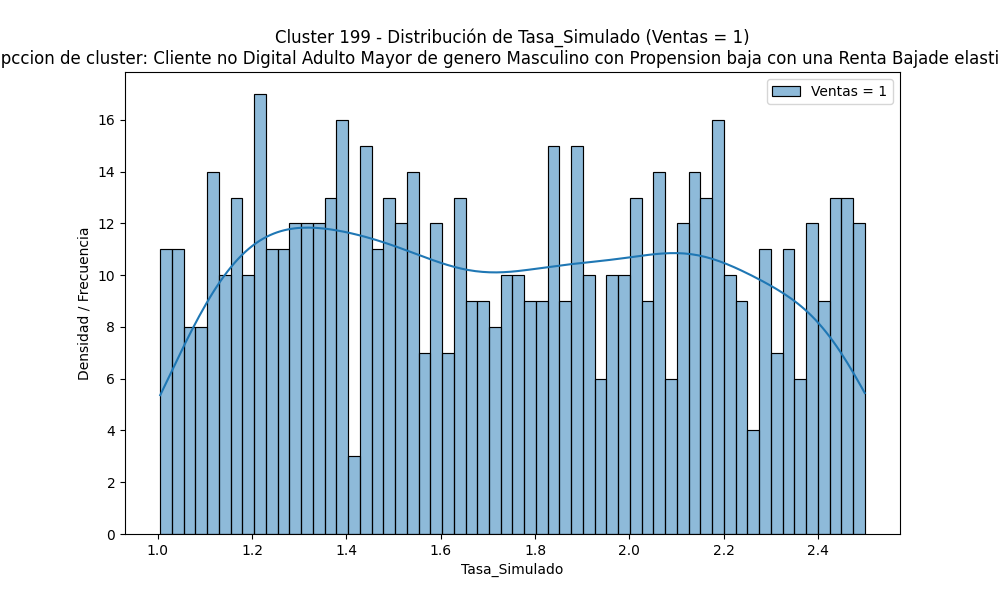 Cluster 199 - Distribución de Tasa_Simulado (Ventas = 1)
pccion de cluster: Cliente no Digital Adulto Mayor de genero Masculino con Propension baja con una Renta Bajade elasti
Ventas = 1
Densidad / Frecuencia
16
14
12
10
8
6
4
2
0
1.0 1.2 1.4 1.6 1.8 2.0 2.2 2.4
Tasa_Simulado